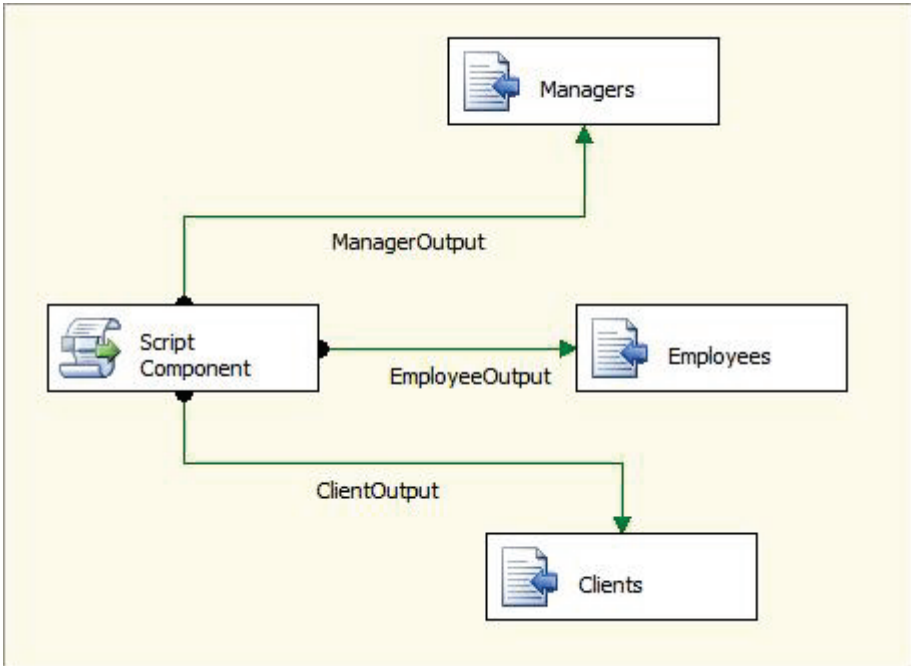 Managers
ManagerOutput
Script
Component
Employees
EmployeeOutput
ClientOutput
Clients